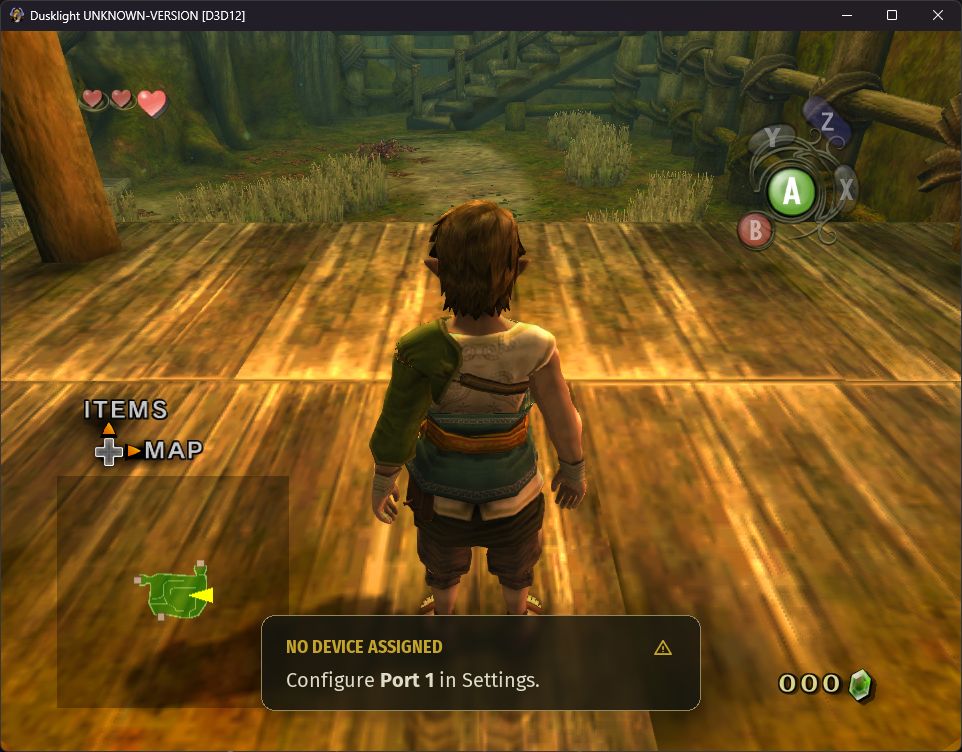 Dusklight UNKNOWN-VERSION [D3D12]
Z
Y
A
X
B
ITEMS
MAP
NO DEVICE ASSIGNED
Configure Port 1 in Settings.
000